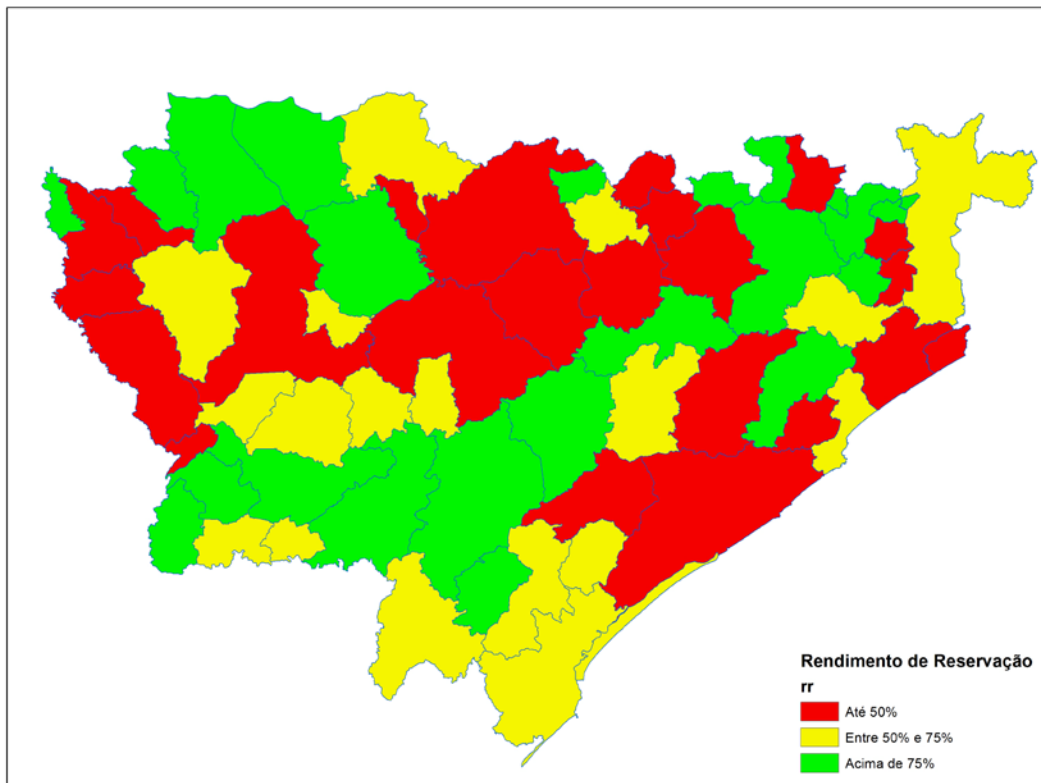 Rendimento de Reservação
rr
Até 50%
Entre 50% e 75%
Acima de 75%